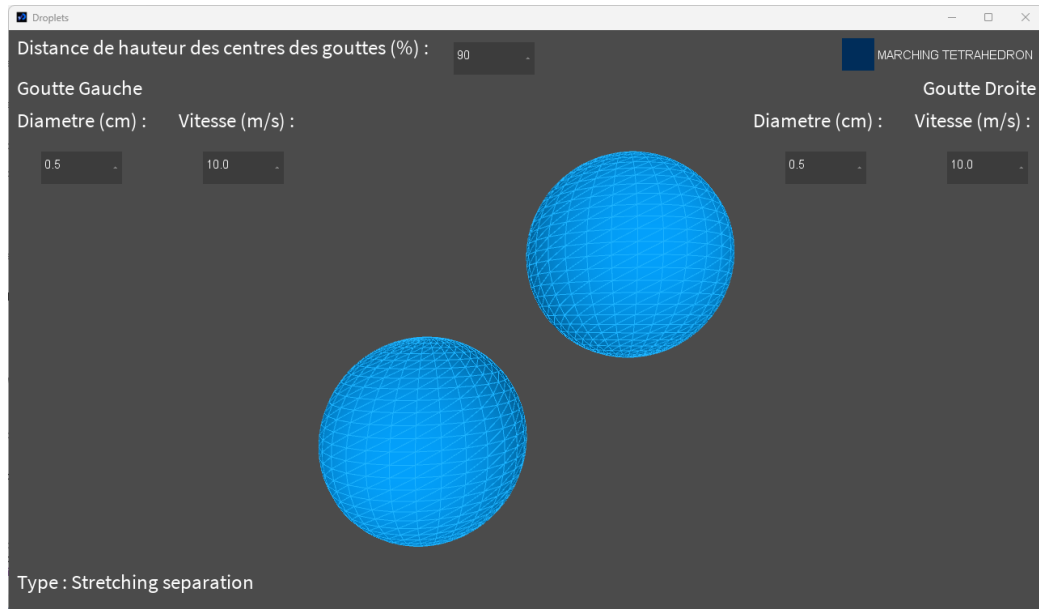 Droplets
Distance de hauteur des centres des gouttes (%) :
90
MARCHING TETRAHEDRON
Goutte Gauche
Goutte Droite
Diametre (cm) :
Vitesse (m/s) :
Diametre (cm) :
Vitesse (m/s) :
0.5
10.0
0.5
10.0
Type : Stretching separation